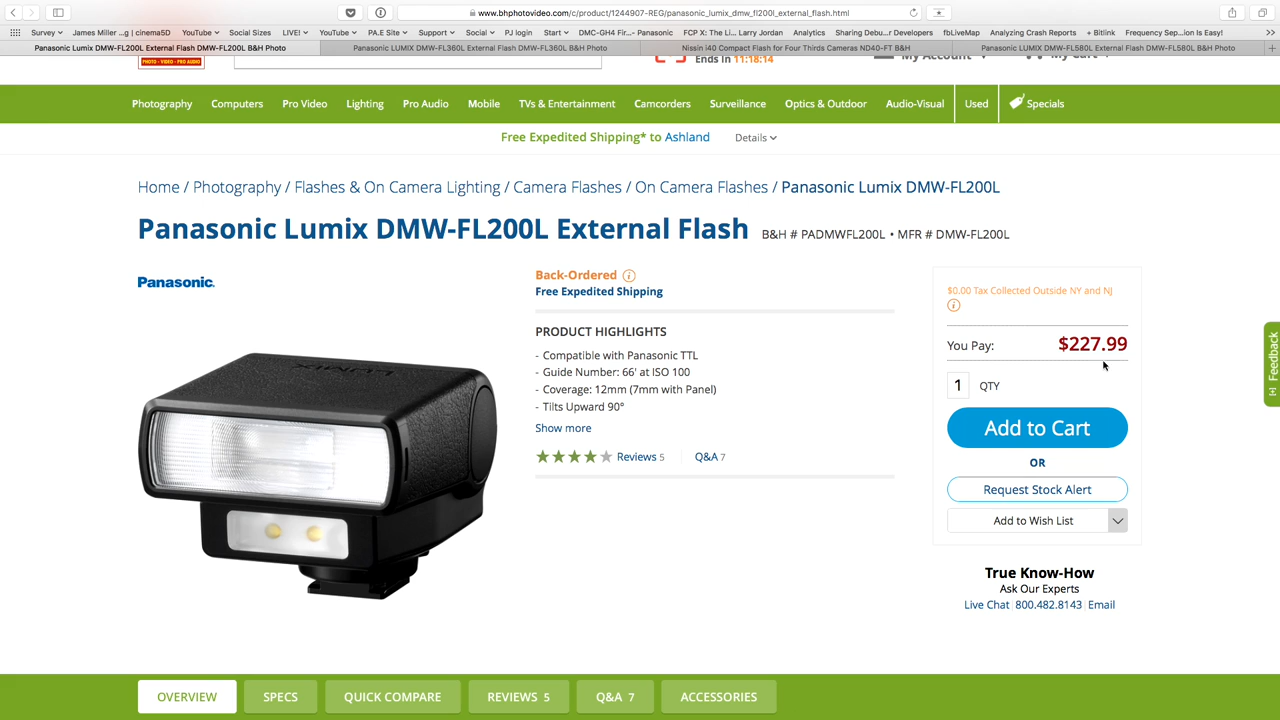 www.bhphotovideo.com/c/product/1244907-REG/panasonic_lumix_dmw_fl200l_external_flash.html
Survey James Miller ...g | cinema5D YouTube Social Sizes LIVE! YouTube PA.E Site Support Social PJ login Start DMC-GH4 Fir... - Panasonic FCP X: The Li... Larry Jordan Analytics Sharing Debu...r Developers fbLiveMap Analyzing Crash Reports + Bitlink Frequency Sep...ion Is Easy!
Panasonic Lumix DMW-FL200L External Flash DMW-FL200L B&H Photo
Panasonic LUMIX DMW-FL360L External Flash DMW-FL360L B&H Photo
Nissin i40 Compact Flash for Four Thirds Cameras ND40-FT B&H
Panasonic LUMIX DMW-FL580L External Flash DMW-FL580L B&H Photo
PHOTO - VIDEO - PRO AUDIO
Ends In 11:18:14
My Account
My Cart
Photography Computers Pro Video Lighting Pro Audio Mobile TVs & Entertainment Camcorders Surveillance Optics & Outdoor Audio-Visual Used Specials
Free Expedited Shipping* to Ashland Details
Home / Photography / Flashes & On Camera Lighting / Camera Flashes / On Camera Flashes / Panasonic Lumix DMW-FL200L
Panasonic Lumix DMW-FL200L External Flash B&H # PADMWFL200L • MFR # DMW-FL200L
Panasonic.
LUMIX
Back-Ordered
Free Expedited Shipping
PRODUCT HIGHLIGHTS
- Compatible with Panasonic TTL
- Guide Number: 66' at ISO 100
- Coverage: 12mm (7mm with Panel)
- Tilts Upward 90°
Show more
Reviews 5 Q&A 7
$0.00 Tax Collected Outside NY and NJ
You Pay: $227.99
1 QTY
Add to Cart
OR
Request Stock Alert
Add to Wish List
True Know-How
Ask Our Experts
Live Chat 800.482.8143 Email
[+] Feedback
OVERVIEW SPECS QUICK COMPARE REVIEWS 5 Q&A 7 ACCESSORIES